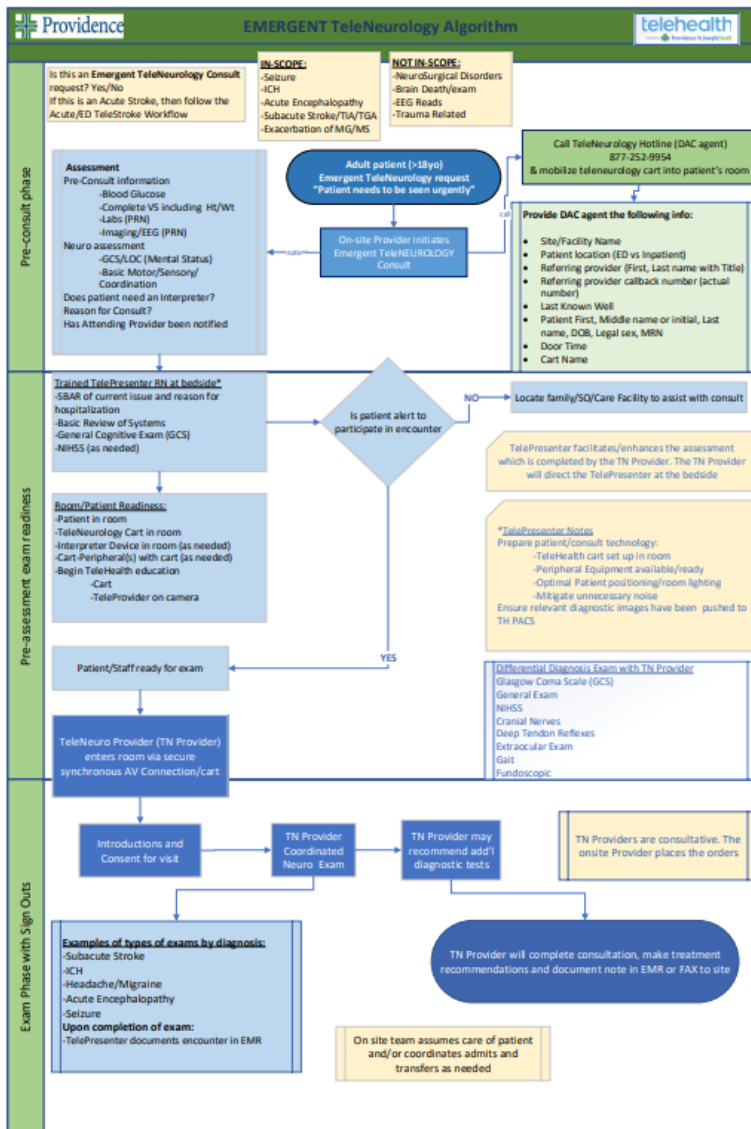 Providence
EMERGENT TeleNeurology Algorithm
telehealth
Providence St. Joseph Health
Pre-consult phase
Is this an Emergent TeleNeurology Consult
request? Yes/No
If this is an Acute Stroke, then follow the
Acute/ED TeleStroke Workflow
IN-SCOPE:
-Seizure
-ICH
-Acute Encephalopathy
-Subacute Stroke/TIA/TGA
-Exacerbation of MG/MS
NOT IN-SCOPE:
-NeuroSurgical Disorders
-Brain Death/exam
-EEG Reads
-Trauma Related
Assessment
Pre-Consult information
-Blood Glucose
-Complete VS including Ht/Wt
-Labs (PRN)
-Imaging/EEG (PRN)
Neuro assessment
-GCS/LOC (Mental Status)
-Basic Motor/Sensory/
Coordination
Does patient need an Interpreter?
Reason for Consult?
Has Attending Provider been notified
Adult patient (>18yo)
Emergent TeleNeurology request
"Patient needs to be seen urgently"
note
On-site Provider Initiates
Emergent TeleNEUROLOGY
Consult
call
Call TeleNeurology Hotline (DAC agent)
877-252-9954
& mobilize teleneurology cart into patient's room
Provide DAC agent the following info:
• Site/Facility Name
• Patient location (ED vs Inpatient)
• Referring provider (First, Last name with Title)
• Referring provider callback number (actual
number)
• Last Known Well
• Patient First, Middle name or initial, Last
name, DOB, Legal sex, MRN
• Door Time
• Cart Name
Pre-assessment exam readiness
Trained TelePresenter RN at bedside*
-SBAR of current issue and reason for
hospitalization
-Basic Review of Systems
-General Cognitive Exam (GCS)
-NIHSS (as needed)
Is patient alert to
participate in encounter
NO
Locate family/SO/Care Facility to assist with consult
TelePresenter facilitates/enhances the assessment
which is completed by the TN Provider. The TN Provider
will direct the TelePresenter at the bedside
Room/Patient Readiness:
-Patient in room
-TeleNeurology Cart in room
-Interpreter Device in room (as needed)
-Cart-Peripheral(s) with cart (as needed)
-Begin TeleHealth education
-Cart
-TeleProvider on camera
*TelePresenter Notes
Prepare patient/consult technology:
-TeleHealth cart set up in room
-Peripheral Equipment available/ready
-Optimal Patient positioning/room lighting
-Mitigate unnecessary noise
Ensure relevant diagnostic images have been pushed to
TH PACS
YES
Patient/Staff ready for exam
Differential Diagnosis Exam with TN Provider
Glasgow Coma Scale (GCS)
General Exam
NIHSS
Cranial Nerves
Deep Tendon Reflexes
Extraocular Exam
Gait
Fundoscopic
TeleNeuro Provider (TN Provider)
enters room via secure
synchronous AV Connection/cart
Exam Phase with Sign Outs
Introductions and
Consent for visit
TN Provider
Coordinated
Neuro Exam
TN Provider may
recommend add'l
diagnostic tests
TN Providers are consultative. The
onsite Provider places the orders
Examples of types of exams by diagnosis:
-Subacute Stroke
-ICH
-Headache/Migraine
-Acute Encephalopathy
-Seizure
Upon completion of exam:
-TelePresenter documents encounter in EMR
TN Provider will complete consultation, make treatment
recommendations and document note in EMR or FAX to site
On site team assumes care of patient
and/or coordinates admits and
transfers as needed